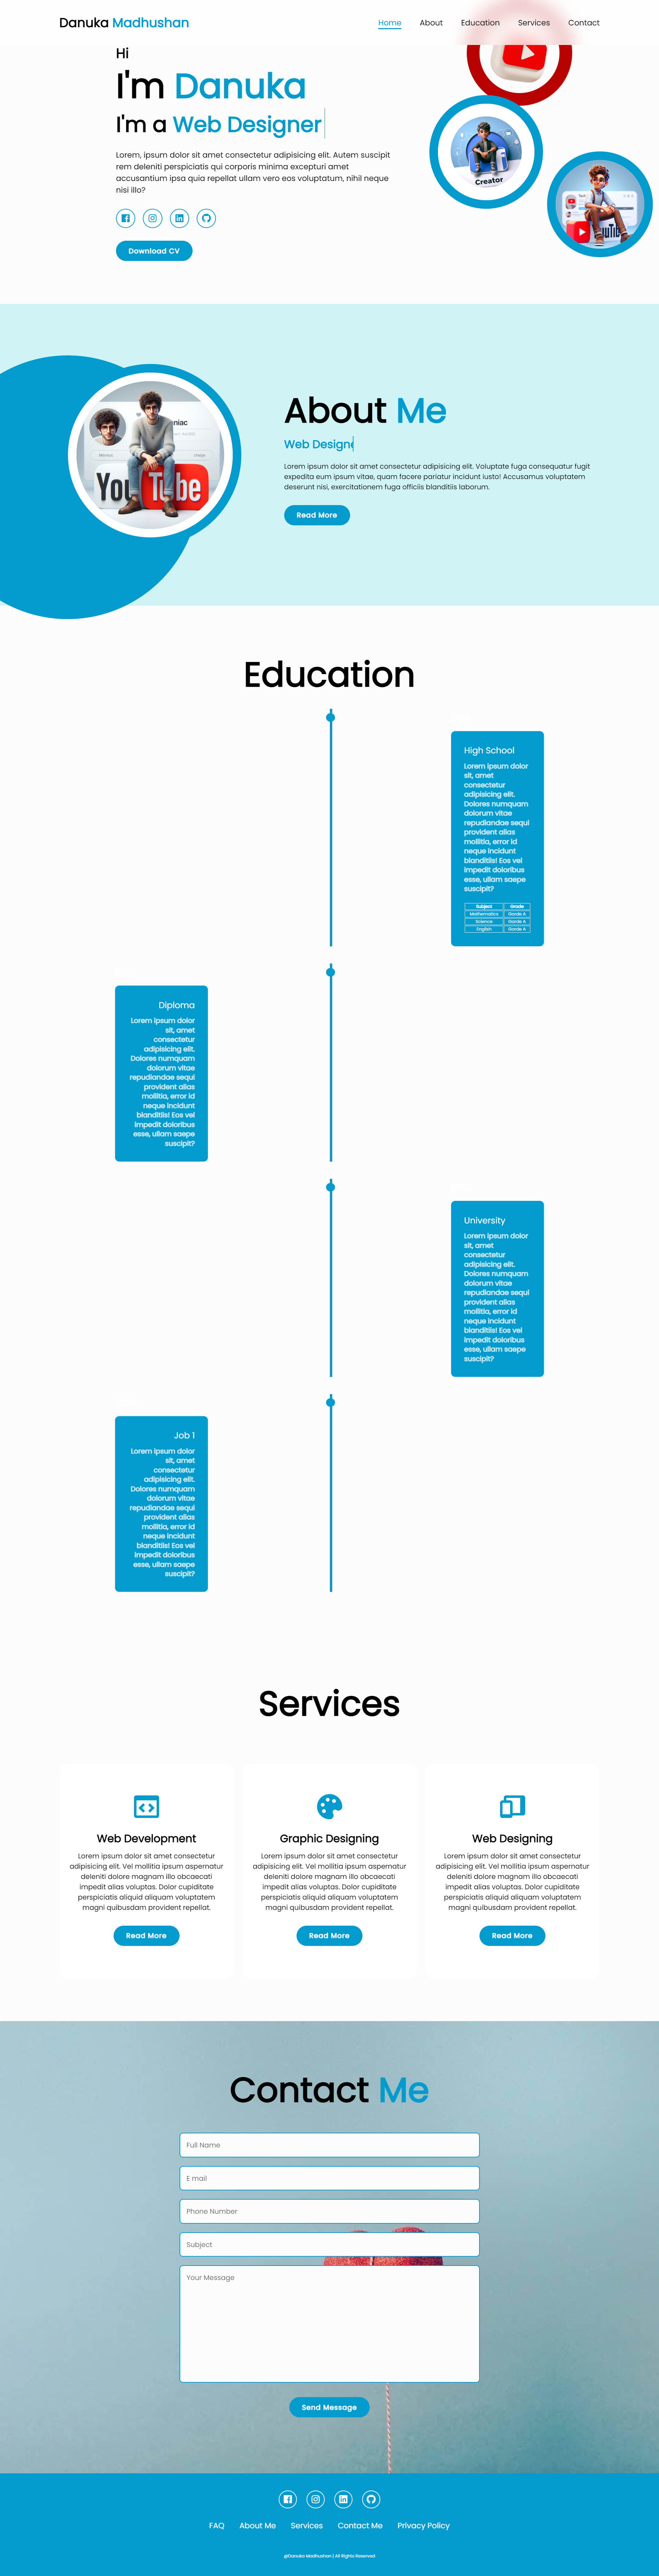 Danuka Madhushan
Home About Education Services Contact
Hi
I'm Danuka
I'm a Web Designer
Lorem, ipsum dolor sit amet consectetur adipisicing elit. Autem suscipit
rem deleniti perspiciatis qui corporis minima excepturi amet
accusantium ipsa quia repellat ullam vero eos voluptatum, nihil neque
nisi illo?
Download CV
Creator
About Me
Web Designe
Lorem ipsum dolor sit amet consectetur adipisicing elit. Voluptate fuga consequatur fugit
expedita eum ipsum vitae, quam facere pariatur incidunt iusto! Accusamus voluptatem
deserunt nisi, exercitationem fuga officiis blanditiis laborum.
Read More
You Tube
Education
High School
Lorem ipsum dolor
sit, amet
consectetur
adipisicing elit.
Dolores numquam
dolorum vitae
repudiandae sequi
provident alias
mollitia, error id
neque incidunt
blanditiis! Eos vel
impedit doloribus
esse, ullam saepe
suscipit?
Subject Grade
Mathematics Garde A
Science Garde A
English Garde A
Diploma
Lorem ipsum dolor
sit, amet
consectetur
adipisicing elit.
Dolores numquam
dolorum vitae
repudiandae sequi
provident alias
mollitia, error id
neque incidunt
blanditiis! Eos vel
impedit doloribus
esse, ullam saepe
suscipit?
University
Lorem ipsum dolor
sit, amet
consectetur
adipisicing elit.
Dolores numquam
dolorum vitae
repudiandae sequi
provident alias
mollitia, error id
neque incidunt
blanditiis! Eos vel
impedit doloribus
esse, ullam saepe
suscipit?
Job 1
Lorem ipsum dolor
sit, amet
consectetur
adipisicing elit.
Dolores numquam
dolorum vitae
repudiandae sequi
provident alias
mollitia, error id
neque incidunt
blanditiis! Eos vel
impedit doloribus
esse, ullam saepe
suscipit?
Services
Web Development
Lorem ipsum dolor sit amet consectetur
adipisicing elit. Vel mollitia ipsum aspernatur
deleniti dolore magnam illo obcaecati
impedit alias voluptas. Dolor cupiditate
perspiciatis aliquid aliquam voluptatem
magni quibusdam provident repellat.
Read More
Graphic Designing
Lorem ipsum dolor sit amet consectetur
adipisicing elit. Vel mollitia ipsum aspernatur
deleniti dolore magnam illo obcaecati
impedit alias voluptas. Dolor cupiditate
perspiciatis aliquid aliquam voluptatem
magni quibusdam provident repellat.
Read More
Web Designing
Lorem ipsum dolor sit amet consectetur
adipisicing elit. Vel mollitia ipsum aspernatur
deleniti dolore magnam illo obcaecati
impedit alias voluptas. Dolor cupiditate
perspiciatis aliquid aliquam voluptatem
magni quibusdam provident repellat.
Read More
Contact Me
Full Name
E mail
Phone Number
Subject
Your Message
Send Message
FAQ About Me Services Contact Me Privacy Policy
@Danuka Madhushan | All Rights Reserved